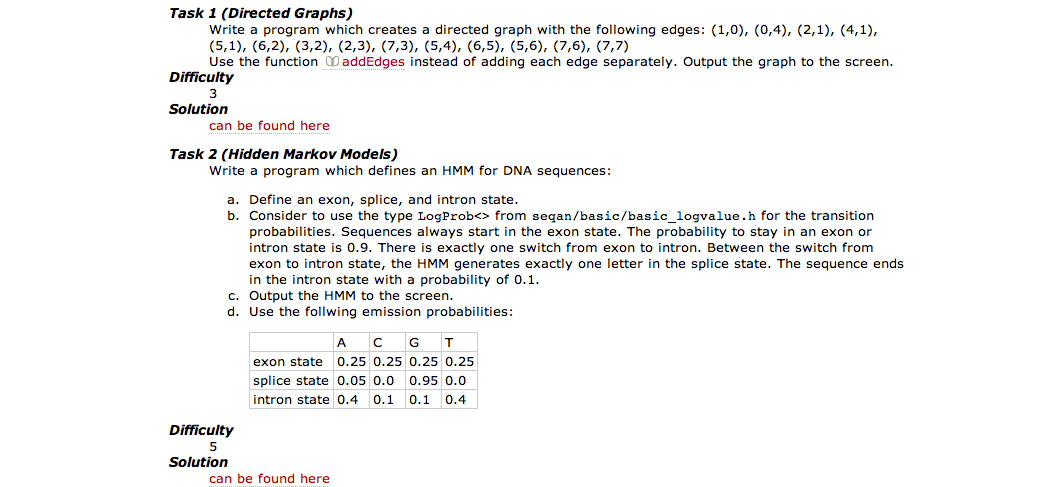 Task 1 (Directed Graphs)
Write a program which creates a directed graph with the following edges: (1,0), (0,4), (2,1), (4,1),
(5,1), (6,2), (3,2), (2,3), (7,3), (5,4), (6,5), (5,6), (7,6), (7,7)
Use the function addEdges instead of adding each edge separately. Output the graph to the screen.
Difficulty
3
Solution
can be found here
Task 2 (Hidden Markov Models)
Write a program which defines an HMM for DNA sequences:
a. Define an exon, splice, and intron state.
b. Consider to use the type LogProb<> from seqan/basic/basic_logvalue.h for the transition
probabilities. Sequences always start in the exon state. The probability to stay in an exon or
intron state is 0.9. There is exactly one switch from exon to intron. Between the switch from
exon to intron state, the HMM generates exactly one letter in the splice state. The sequence ends
in the intron state with a probability of 0.1.
c. Output the HMM to the screen.
d. Use the follwing emission probabilities:
A C G T
exon state 0.25 0.25 0.25 0.25
splice state 0.05 0.0 0.95 0.0
intron state 0.4 0.1 0.1 0.4
Difficulty
5
Solution
can be found here